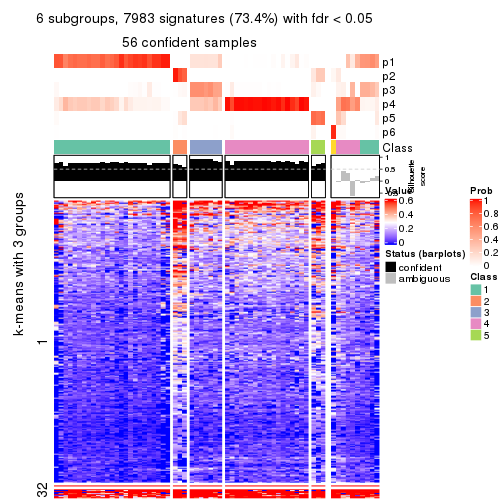 6 subgroups, 7983 signatures (73.4%) with fdr < 0.05
56 confident samples
p1
p2
p3
p4
p5
p6
Class
1
0.5
0
Silhouette
score
k-means with 3 groups
1
32
Value
0.6
0.4
0.2
0
Status (barplots)
confident
ambiguous
Prob
1
0.8
0.6
0.4
0.2
0
Class
1
2
3
4
5